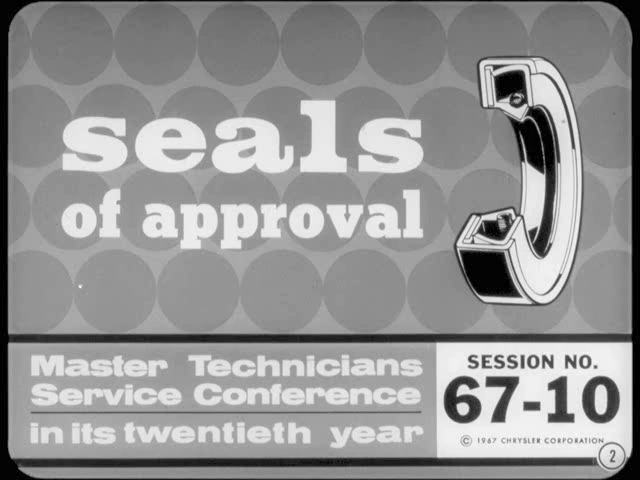 seals
of approval
Master Technicians
Service Conference
in its twentieth year
SESSION NO.
67-10
© 1967 CHRYSLER CORPORATION
2